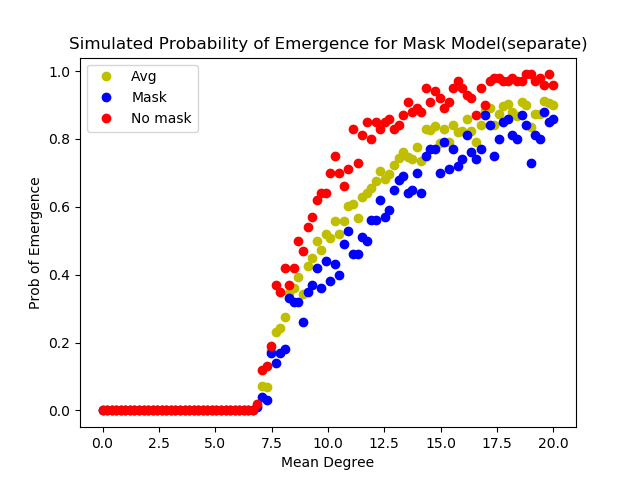 Simulated Probability of Emergence for Mask Model(separate)
Avg
Mask
No mask
1.0
0.8
0.6
0.4
0.2
0.0
Prob of Emergence
0.0 2.5 5.0 7.5 10.0 12.5 15.0 17.5 20.0
Mean Degree